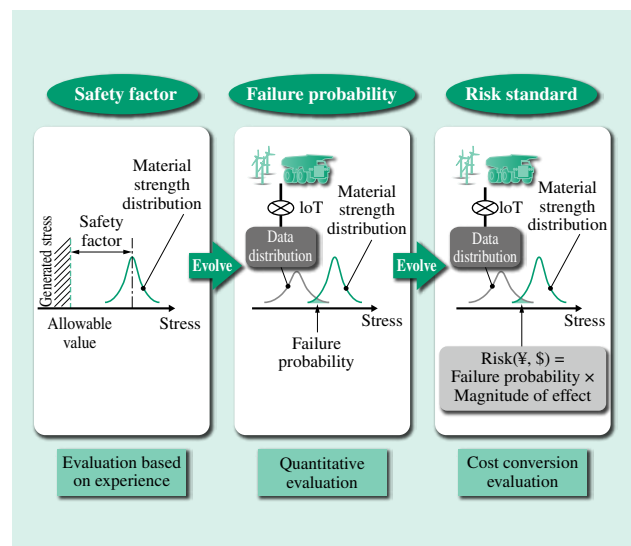 Safety factor
Material
strength
distribution
Safety
factor
Generated stress
Stress
Allowable
value
Evaluation based
on experience
Evolve
Failure probability
IoT
Material
strength
distribution
Data
distribution
Stress
Failure
probability
Quantitative
evaluation
Evolve
Risk standard
IoT
Material
strength
distribution
Data
distribution
Stress
Risk(¥, $) =
Failure probability ×
Magnitude of effect
Cost conversion
evaluation